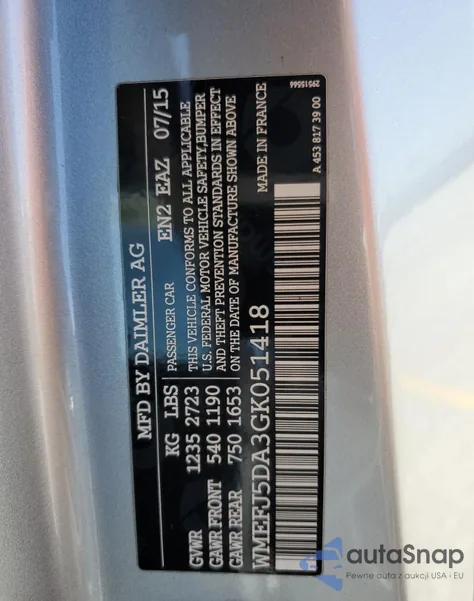 MFD BY DAIMLER AG
EN2 EAZ 07/15
KG LBS
GVWR 1235 2723
GAWR FRONT 540 1190
GAWR REAR 750 1653
PASSENGER CAR
THIS VEHICLE CONFORMS TO ALL APPLICABLE
U.S. FEDERAL MOTOR VEHICLE SAFETY,BUMPER
AND THEFT PREVENTION STANDARDS IN EFFECT
ON THE DATE OF MANUFACTURE SHOWN ABOVE
WMEFJ5DA3GK051418
MADE IN FRANCE
A 453 817 39 00
29515566
autoSnap
Pewne auta z aukcji USA i EU